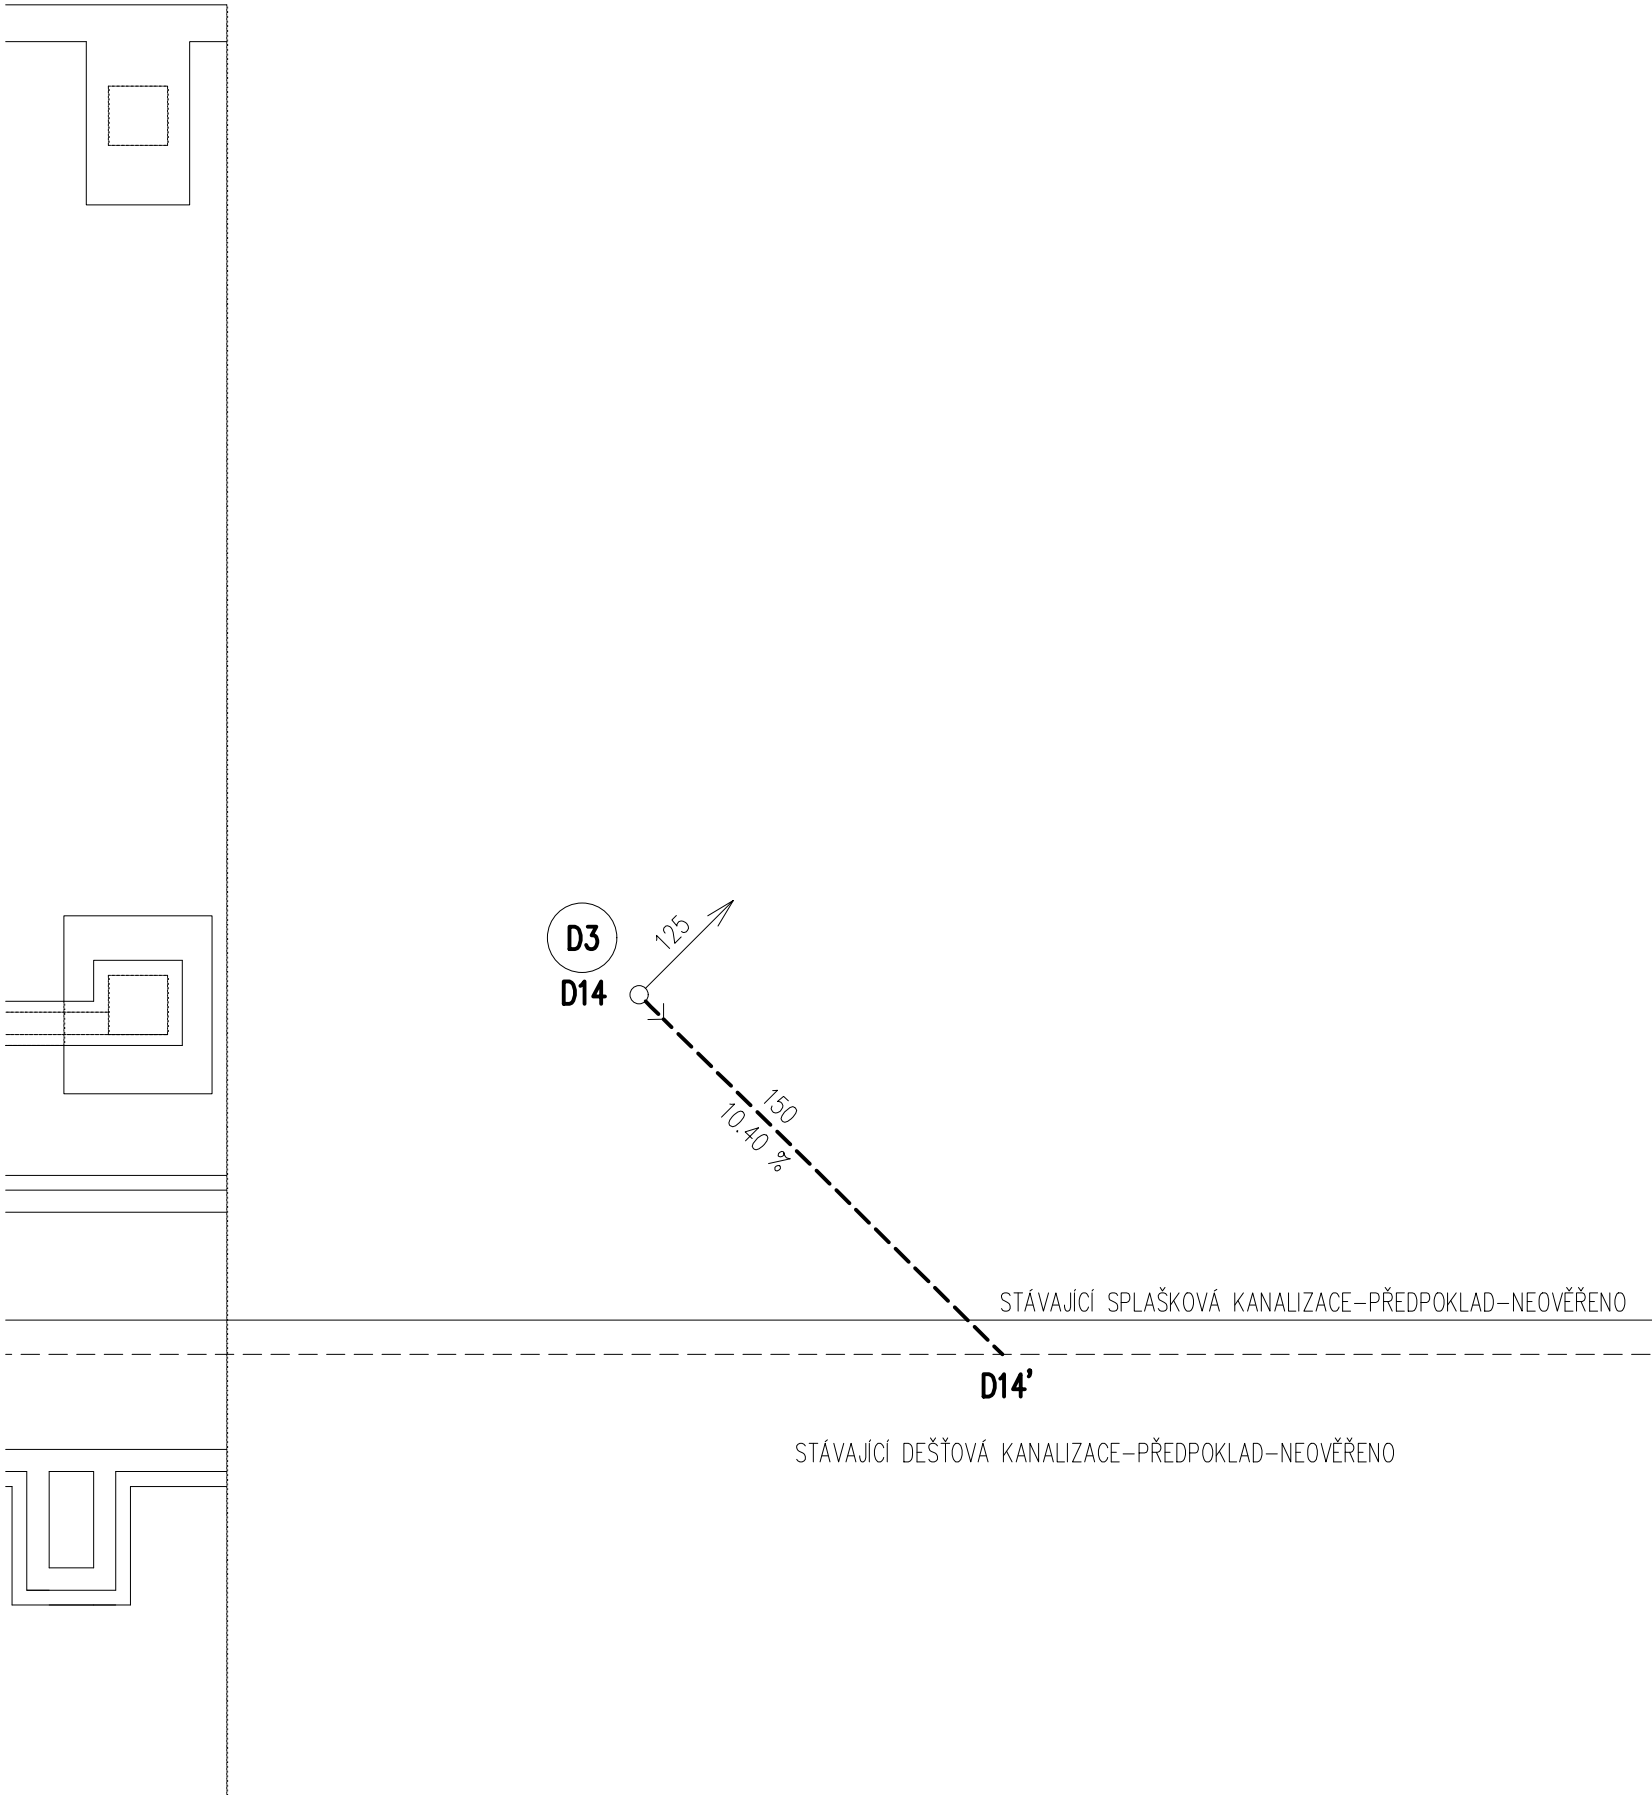 D3
125
D14
150
10.40 %
STÁVAJÍCÍ SPLAŠKOVÁ KANALIZACE-PŘEDPOKLAD-NEOVĚŘENO
D14'
STÁVAJÍCÍ DEŠŤOVÁ KANALIZACE-PŘEDPOKLAD-NEOVĚŘENO